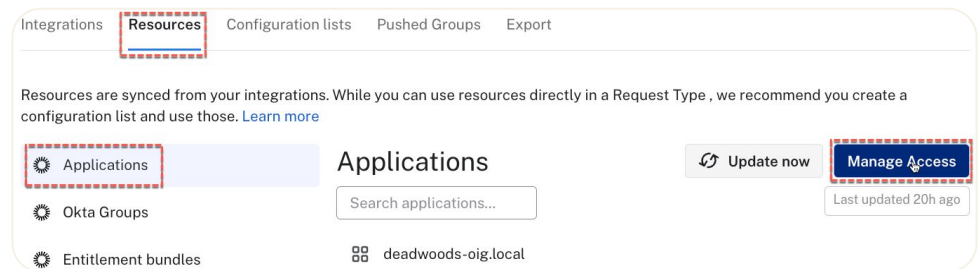 Integrations Resources Configuration lists Pushed Groups Export
Resources are synced from your integrations. While you can use resources directly in a Request Type , we recommend you create a
configuration list and use those. Learn more
Applications
Okta Groups
Entitlement bundles
Applications
Update now
Manage Access
Last updated 20h ago
Search applications...
deadwoods-oig.local